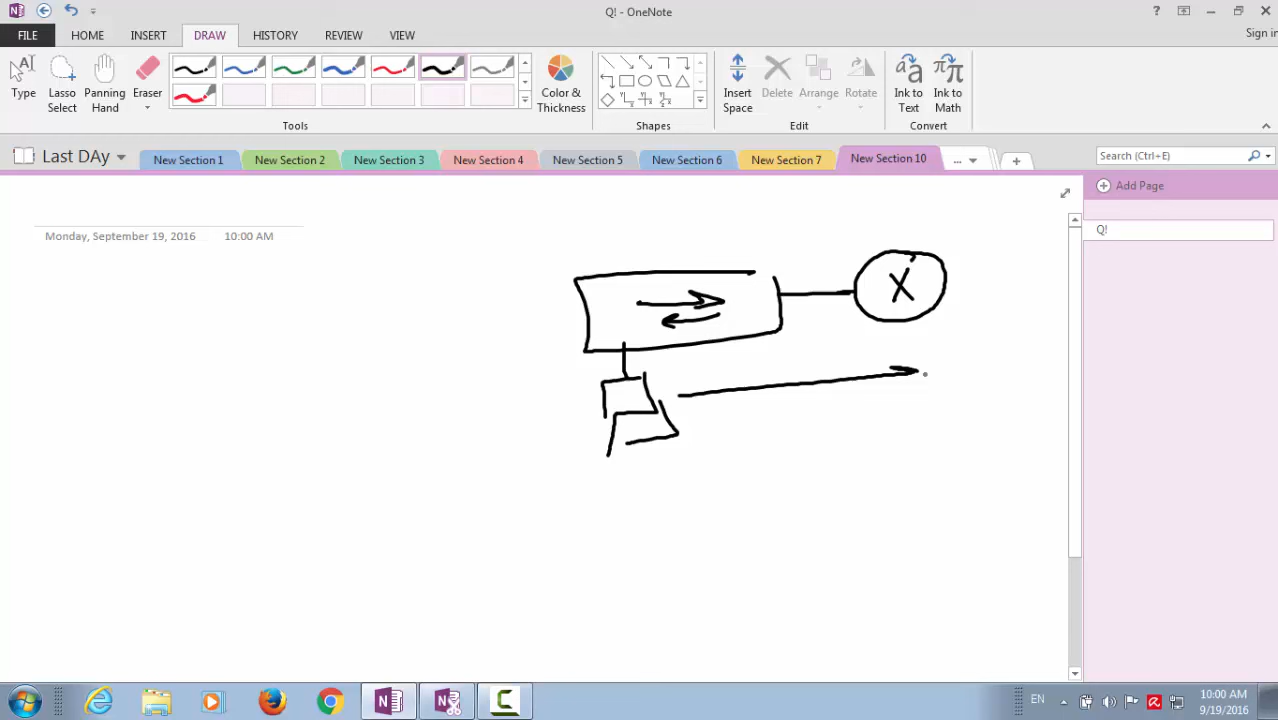 Q! - OneNote
?
Sign in
FILE
HOME
INSERT
DRAW
HISTORY
REVIEW
VIEW
Type
Lasso Select
Panning Hand
Eraser
Color & Thickness
Insert Space
Delete
Arrange
Rotate
Ink to Text
Ink to Math
Tools
Shapes
Edit
Convert
Last DAy
New Section 1
New Section 2
New Section 3
New Section 4
New Section 5
New Section 6
New Section 7
New Section 10
...
Search (Ctrl+E)
Add Page
Q!
Monday, September 19, 2016
10:00 AM
X
EN
10:00 AM
9/19/2016